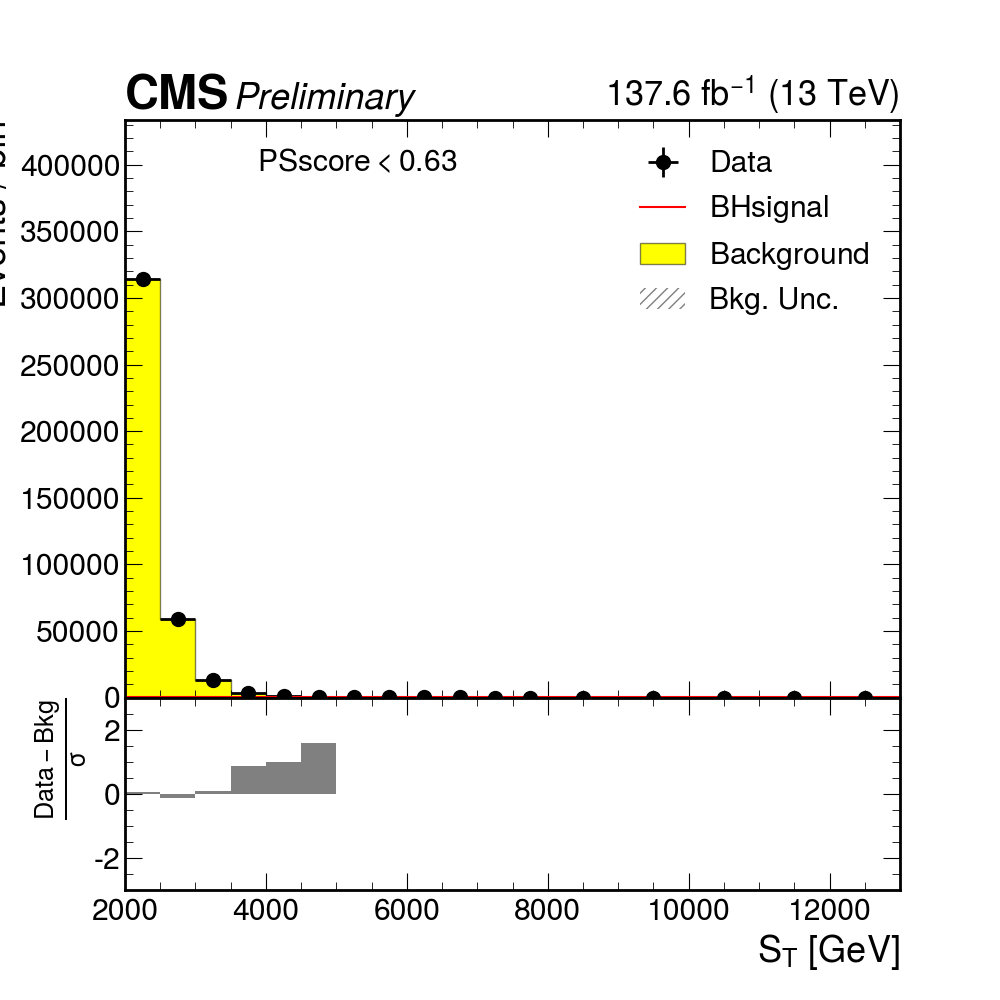 CMS Preliminary 137.6 fb⁻¹ (13 TeV)
PSscore < 0.63
Data
BHsignal
Background
Bkg. Unc.
400000
350000
300000
250000
200000
150000
100000
50000
0
Data − Bkg
σ
2
0
-2
2000 4000 6000 8000 10000 12000
S_T [GeV]